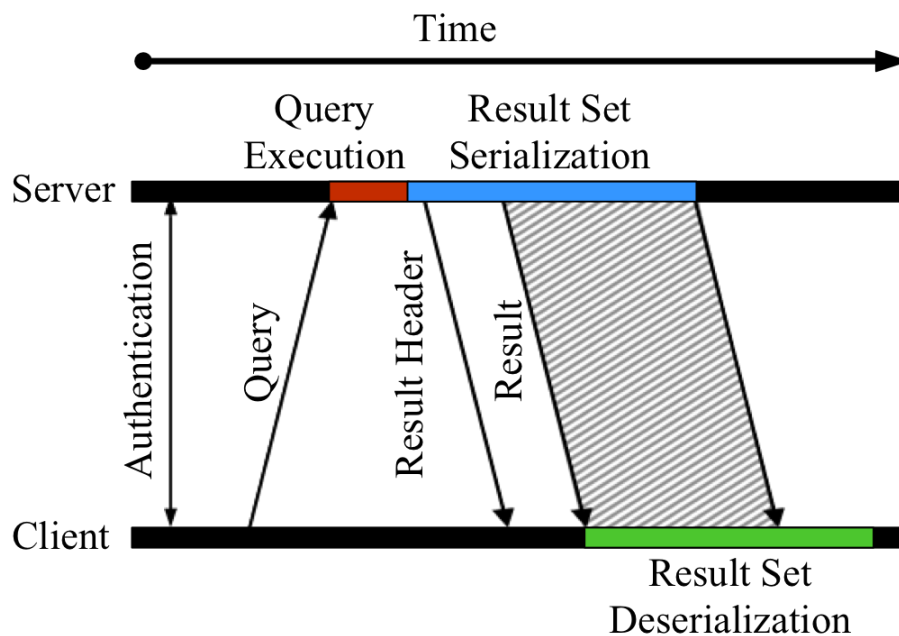 Time
Query
Execution
Result Set
Serialization
Server
Authentication
Query
Result Header
Result
Client
Result Set
Deserialization